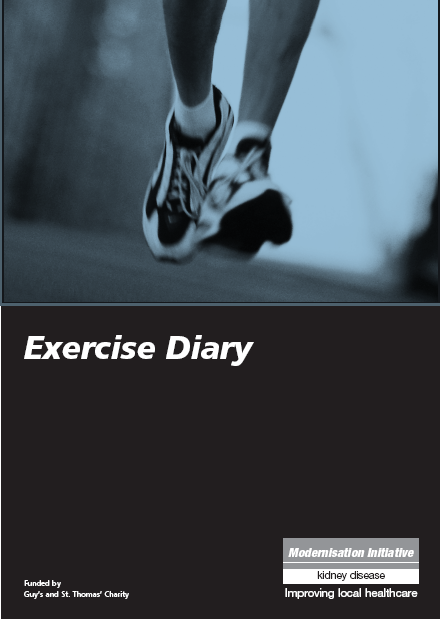 Exercise Diary
Modernisation Initiative
kidney disease
Improving local healthcare
Funded by
Guy's and St. Thomas' Charity